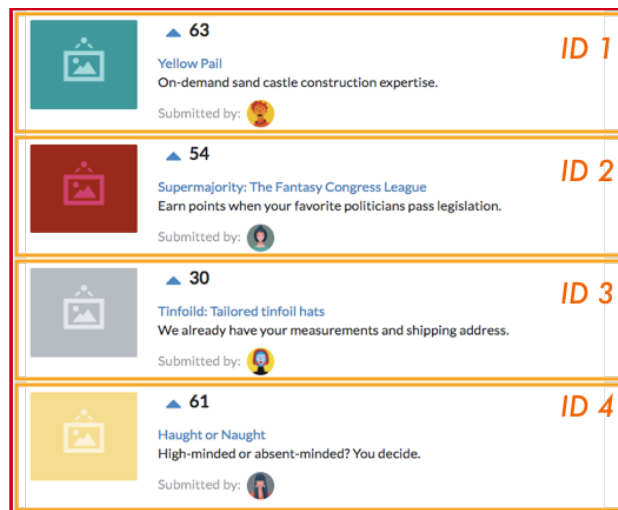 63
ID 1
Yellow Pail
On-demand sand castle construction expertise.
Submitted by:
54
ID 2
Supermajority: The Fantasy Congress League
Earn points when your favorite politicians pass legislation.
Submitted by:
30
ID 3
Tinfoild: Tailored tinfoil hats
We already have your measurements and shipping address.
Submitted by:
61
ID 4
Haught or Naught
High-minded or absent-minded? You decide.
Submitted by: